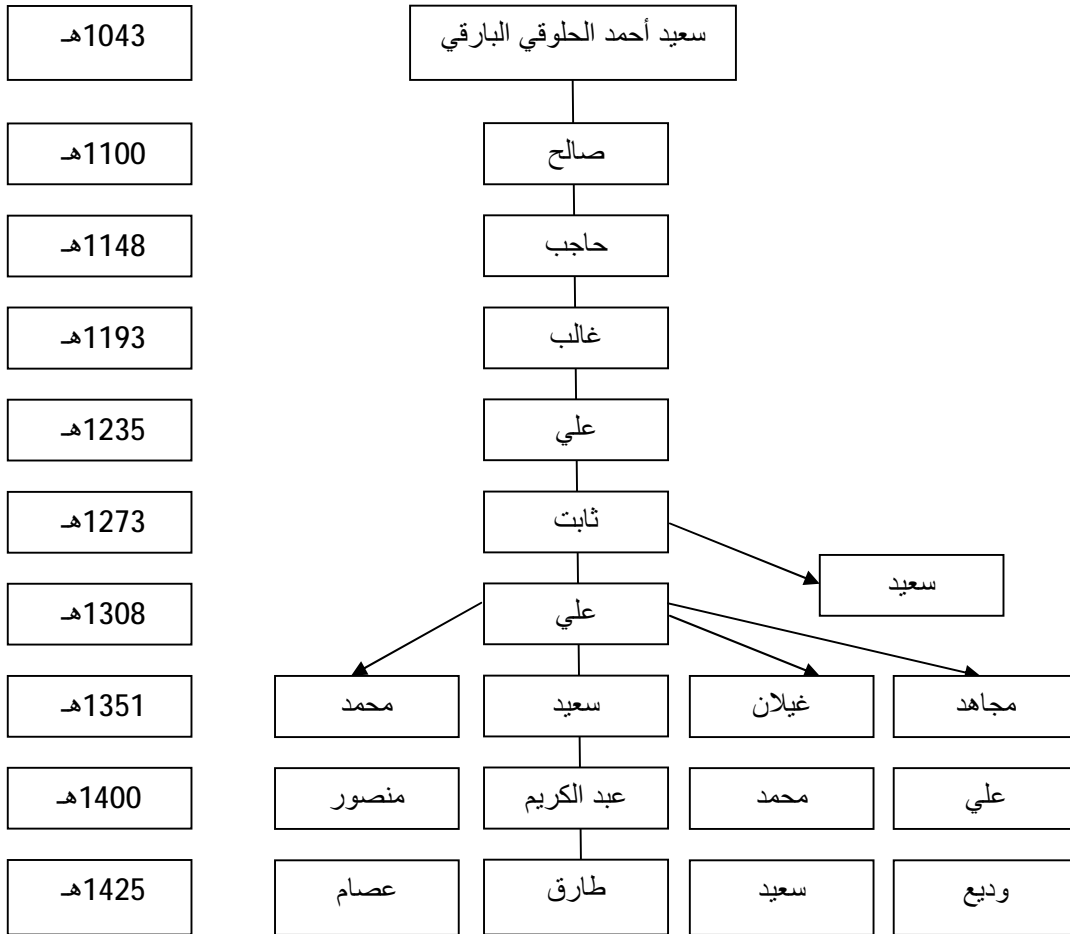 سعيد أحمد الحلوقي البارقي
1043هـ
صالح
1100هـ
حاجب
1148هـ
غالب
1193هـ
علي
1235هـ
ثابت
1273هـ
سعيد
علي
1308هـ
مجاهد
غيلان
سعيد
محمد
1351هـ
علي
محمد
عبد الكريم
منصور
1400هـ
وديع
سعيد
طارق
عصام
1425هـ